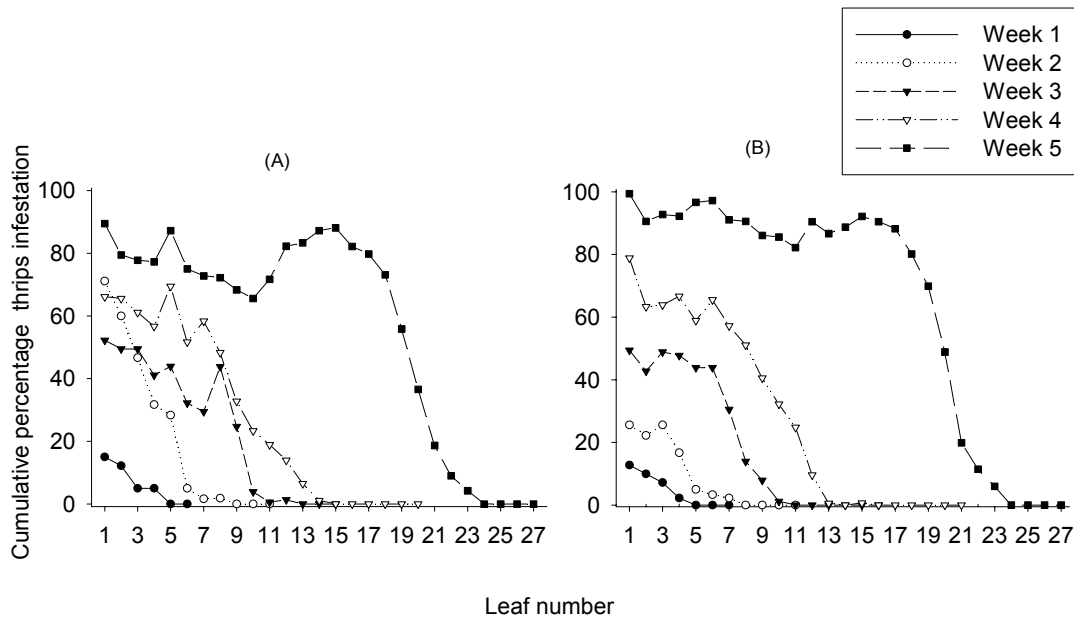 Week 1
Week 2
Week 3
Week 4
Week 5
(A)
(B)
Cumulative percentage thrips infestation
100
80
60
40
20
0
1 3 5 7 9 11 13 15 17 19 21 23 25 27
100
80
60
40
20
0
1 3 5 7 9 11 13 15 17 19 21 23 25 27
Leaf number